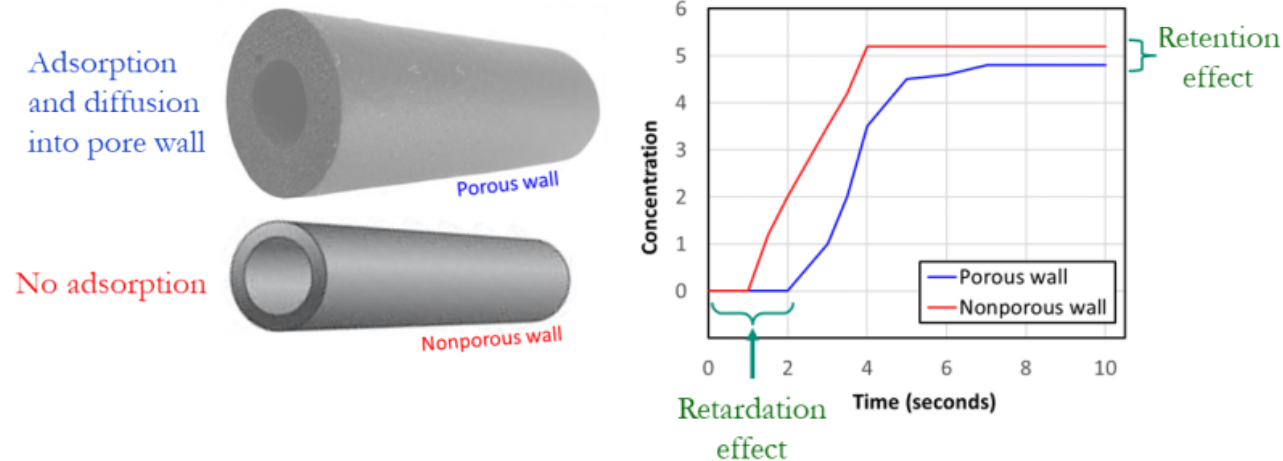 Adsorption
and diffusion
into pore wall
Porous wall
No adsorption
Nonporous wall
Concentration
6
5
4
3
2
1
0
Porous wall
Nonporous wall
0 2 4 6 8 10
Time (seconds)
Retention
effect
Retardation
effect